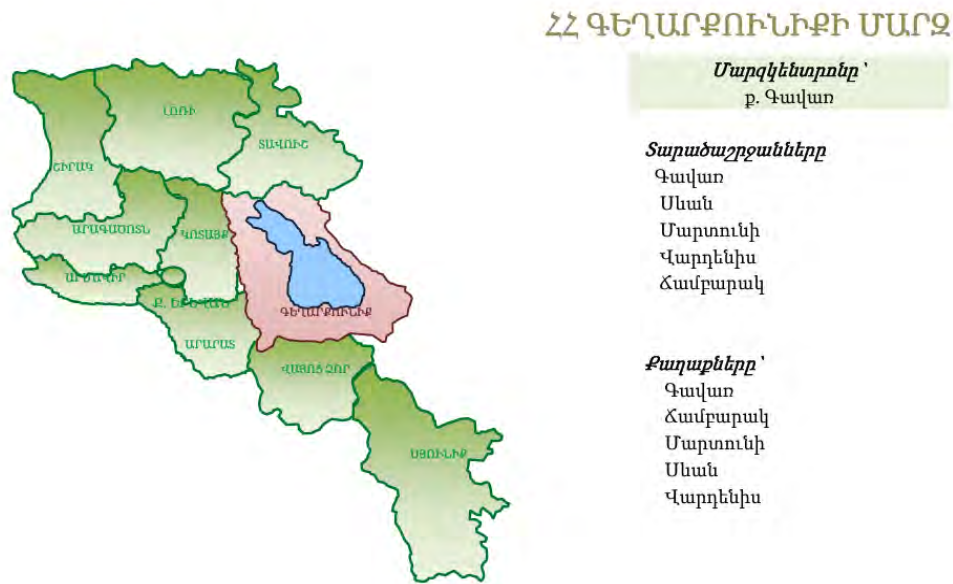 ՀՀ ԳԵՂԱՐՔՈՒՆԻՔԻ ՄԱՐԶ
Մարզկենտրոնը՝
ք. Գավառ
Տարածաշրջանները
Գավառ
Սևան
Մարտունի
Վարդենիս
Ճամբարակ
Քաղաքները՝
Գավառ
Ճամբարակ
Մարտունի
Սևան
Վարդենիս
ԼՈՌԻ
ՏԱՎՈՒՇ
ՇԻՐԱԿ
ԱՐԱԳԱԾՈՏՆ
ԿՈՏԱՅՔ
ԱՐՄԱՎԻՐ
Ք. ԵՐԵՎԱՆ
ԳԵՂԱՐՔՈՒՆԻՔ
ԱՐԱՐԱՏ
ՎԱՅՈՑ ՁՈՐ
ՍՅՈՒՆԻՔ